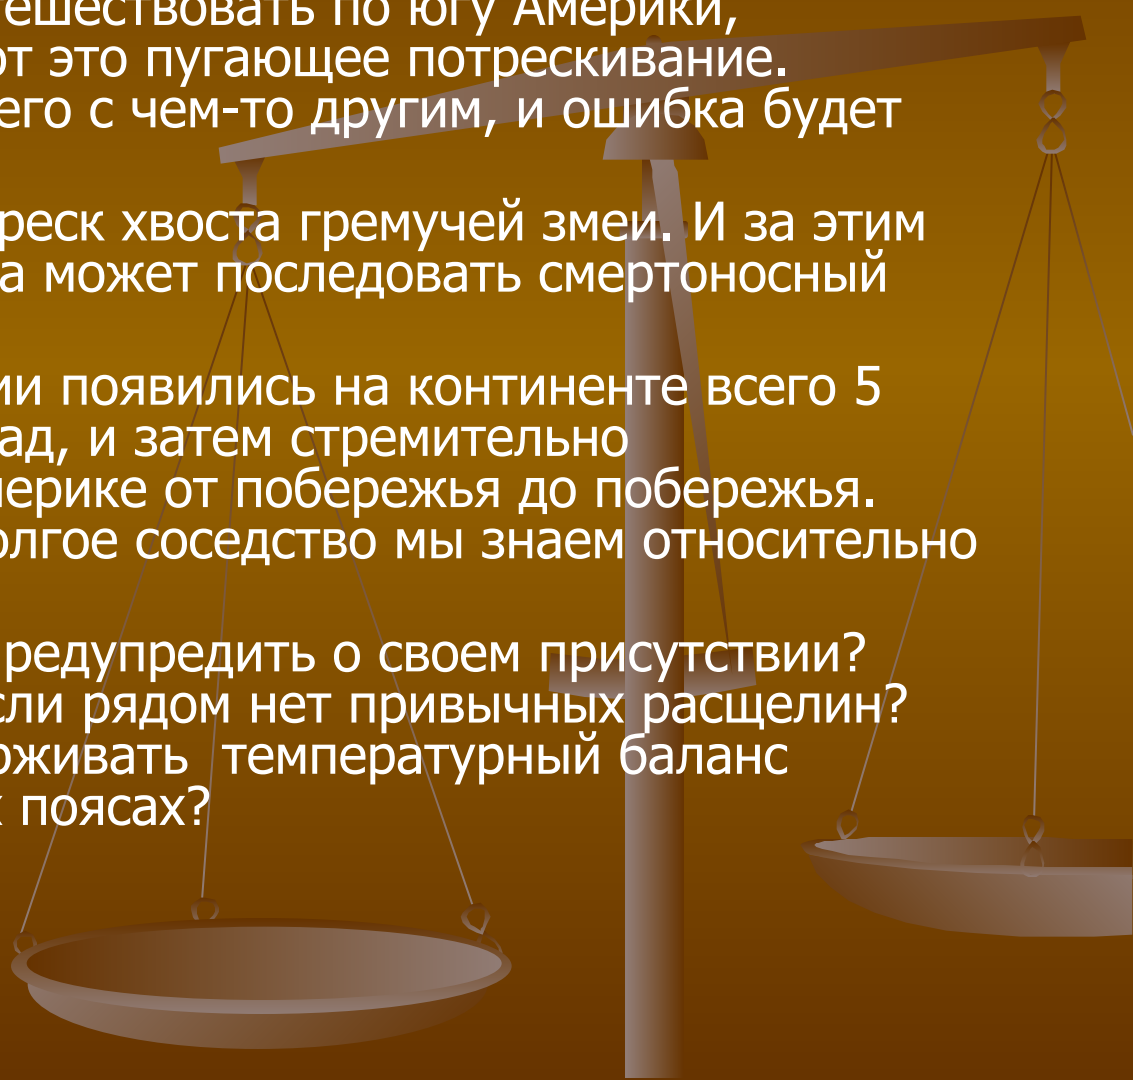 тешествовать по югу Америки,
от это пугающее потрескивание.
его с чем-то другим, и ошибка будет
реск хвоста гремучей змеи. И за этим
а может последовать смертоносный
ии появились на континенте всего 5
ад, и затем стремительно
мерике от побережья до побережья.
олгое соседство мы знаем относительно
редупредить о своем присутствии?
сли рядом нет привычных расщелин?
рживать температурный баланс
х поясах?